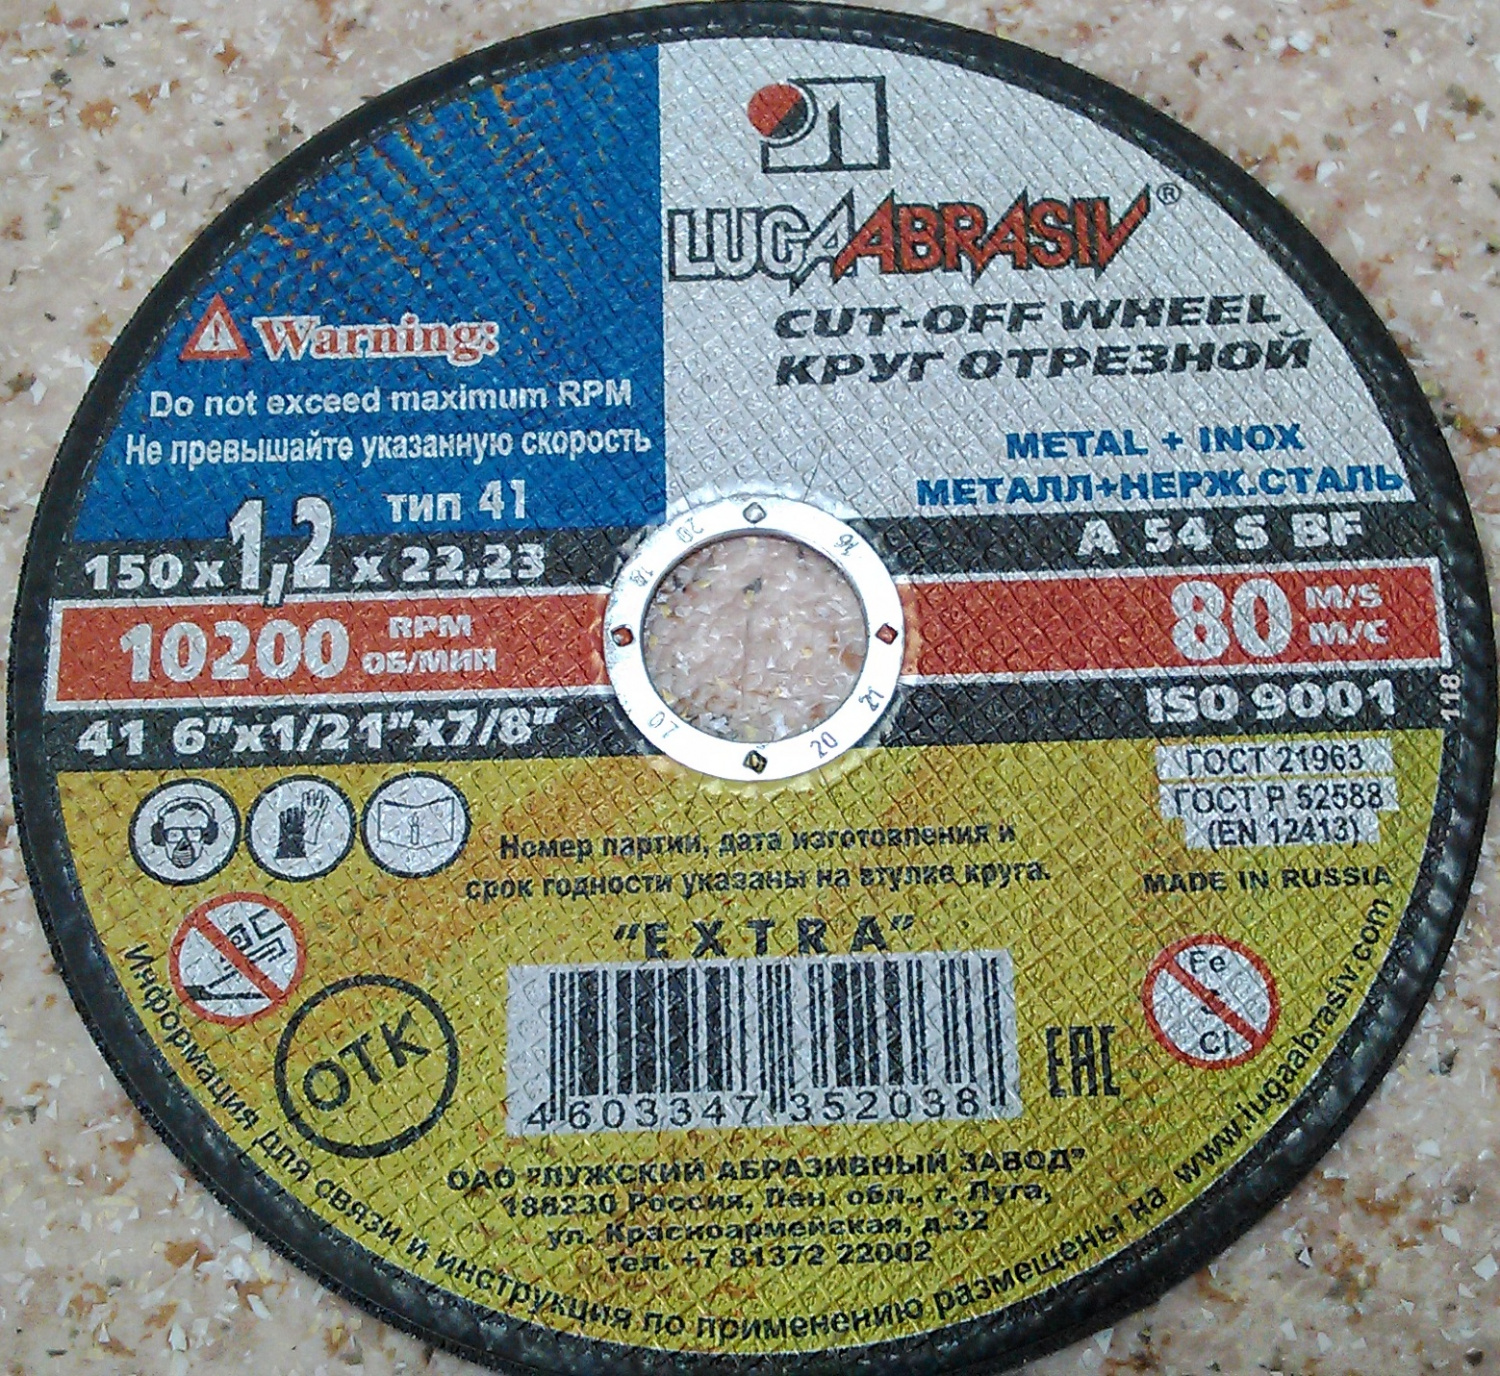 Л
LUGAABRASIV®
CUT-OFF WHEEL
КРУГ ОТРЕЗНОЙ
METAL + INOX
МЕТАЛЛ+НЕРЖ.СТАЛЬ
Warning:
Do not exceed maximum RPM
Не превышайте указанную скорость
тип 41
150 x 1,2 x 22,23
A 54 S BF
10200 RPM
ОБ/МИН
80 M/S
М/С
41 6"x1/21"x7/8"
ISO 9001
118
20
21
20
ГОСТ 21963
ГОСТ Р 52588
(EN 12413)
MADE IN RUSSIA
Номер партии, дата изготовления и
срок годности указаны на втулке круга.
"EXTRA"
Fe
Cl
ОТК
4 603347 352038
EAC
ОАО "ЛУЖСКИЙ АБРАЗИВНЫЙ ЗАВОД"
188230 Россия, Лен. обл., г. Луга,
ул. Красноармейская, д.32
тел. +7 81372 22002
Информация для связи и инструкция по применению размещены на www.lugaabrasiv.com